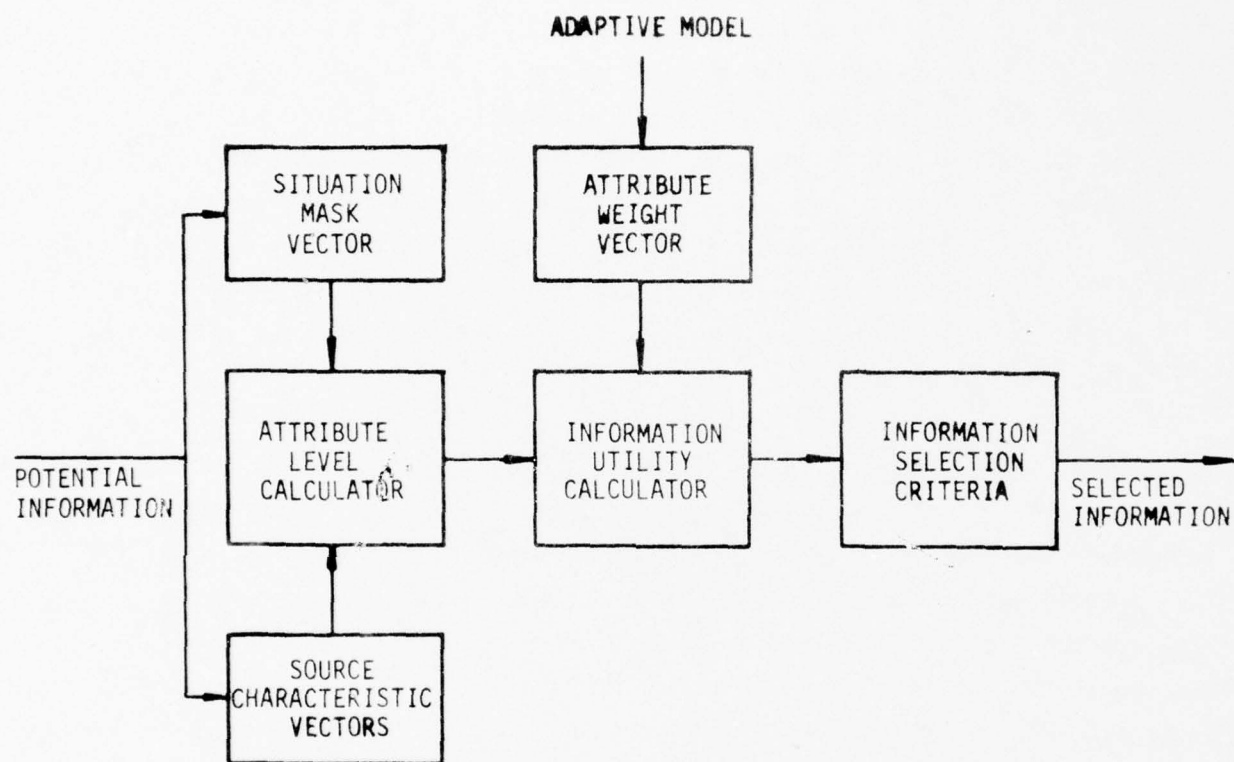 ADAPTIVE MODEL
SITUATION
MASK
VECTOR
ATTRIBUTE
WEIGHT
VECTOR
POTENTIAL
INFORMATION
ATTRIBUTE
LEVEL
CALCULATOR
INFORMATION
UTILITY
CALCULATOR
INFORMATION
SELECTION
CRITERIA
SELECTED
INFORMATION
SOURCE
CHARACTERISTIC
VECTORS